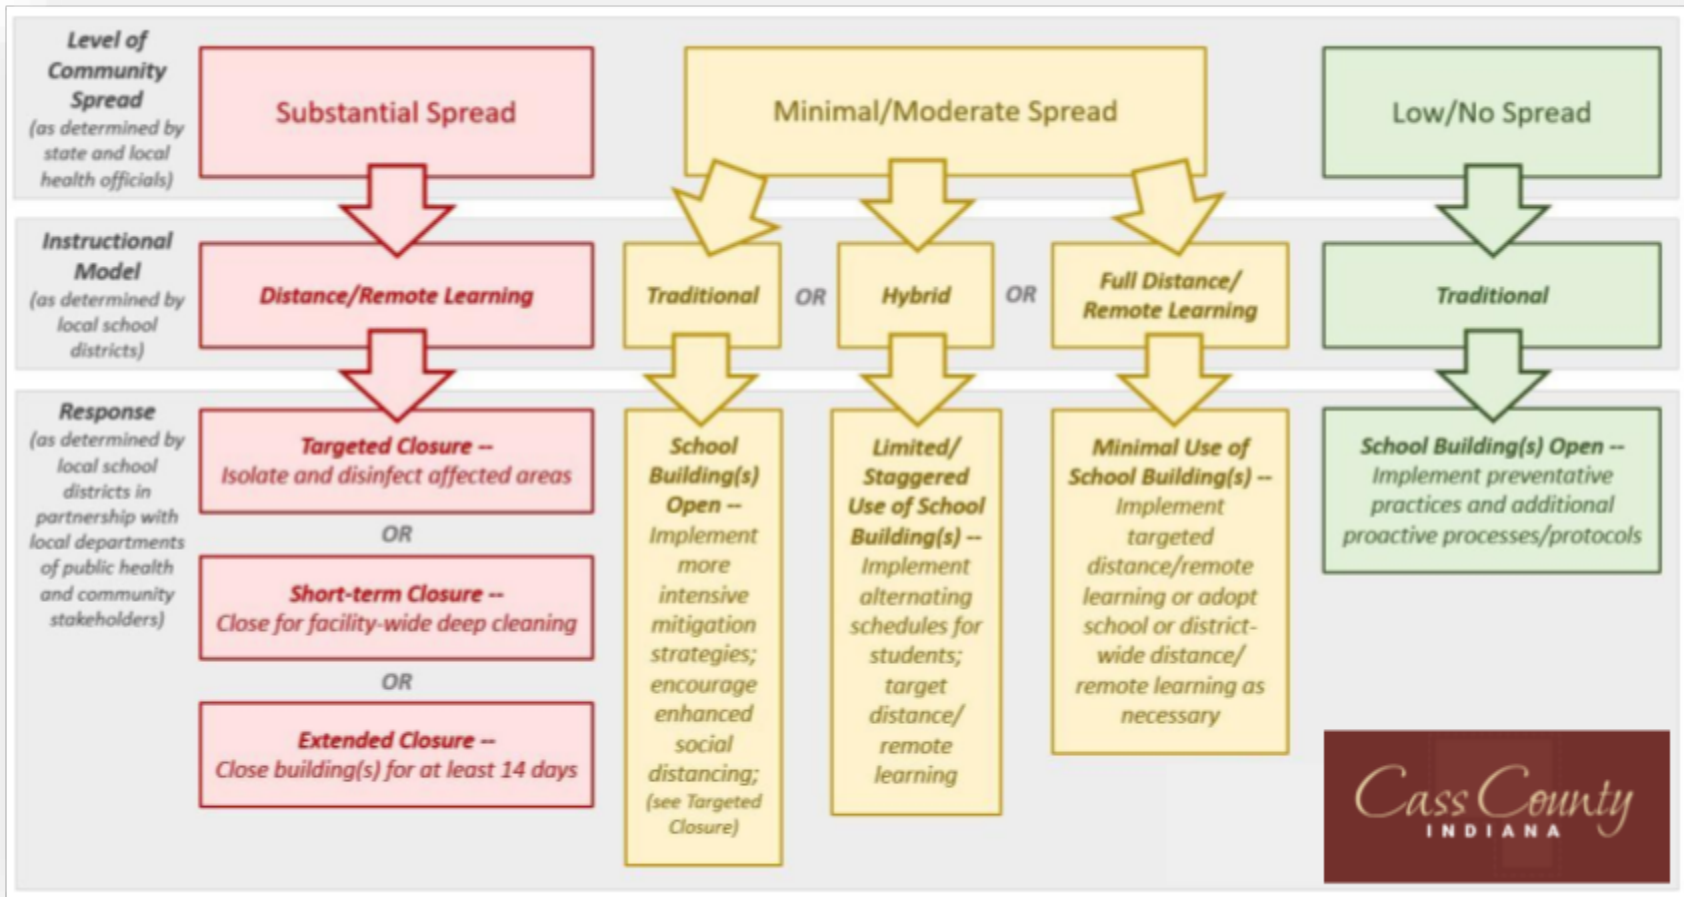 Level of
Community
Spread
(as determined by
state and local
health officials)
Substantial Spread
Minimal/Moderate Spread
Low/No Spread
Instructional
Model
(as determined by
local school
districts)
Distance/Remote Learning
Traditional
OR
Hybrid
OR
Full Distance/
Remote Learning
Traditional
Response
(as determined by
local school
districts in
partnership with
local departments
of public health
and community
stakeholders)
Targeted Closure --
Isolate and disinfect affected areas
OR
Short-term Closure --
Close for facility-wide deep cleaning
OR
Extended Closure --
Close building(s) for at least 14 days
School
Building(s)
Open --
Implement
more
intensive
mitigation
strategies;
encourage
enhanced
social
distancing;
(see Targeted
Closure)
Limited/
Staggered
Use of School
Building(s) --
Implement
alternating
schedules for
students;
target
distance/
remote
learning
Minimal Use of
School Building(s) --
Implement
targeted
distance/remote
learning or adopt
school or district-
wide distance/
remote learning as
necessary
School Building(s) Open --
Implement preventative
practices and additional
proactive processes/protocols
Cass County
INDIANA